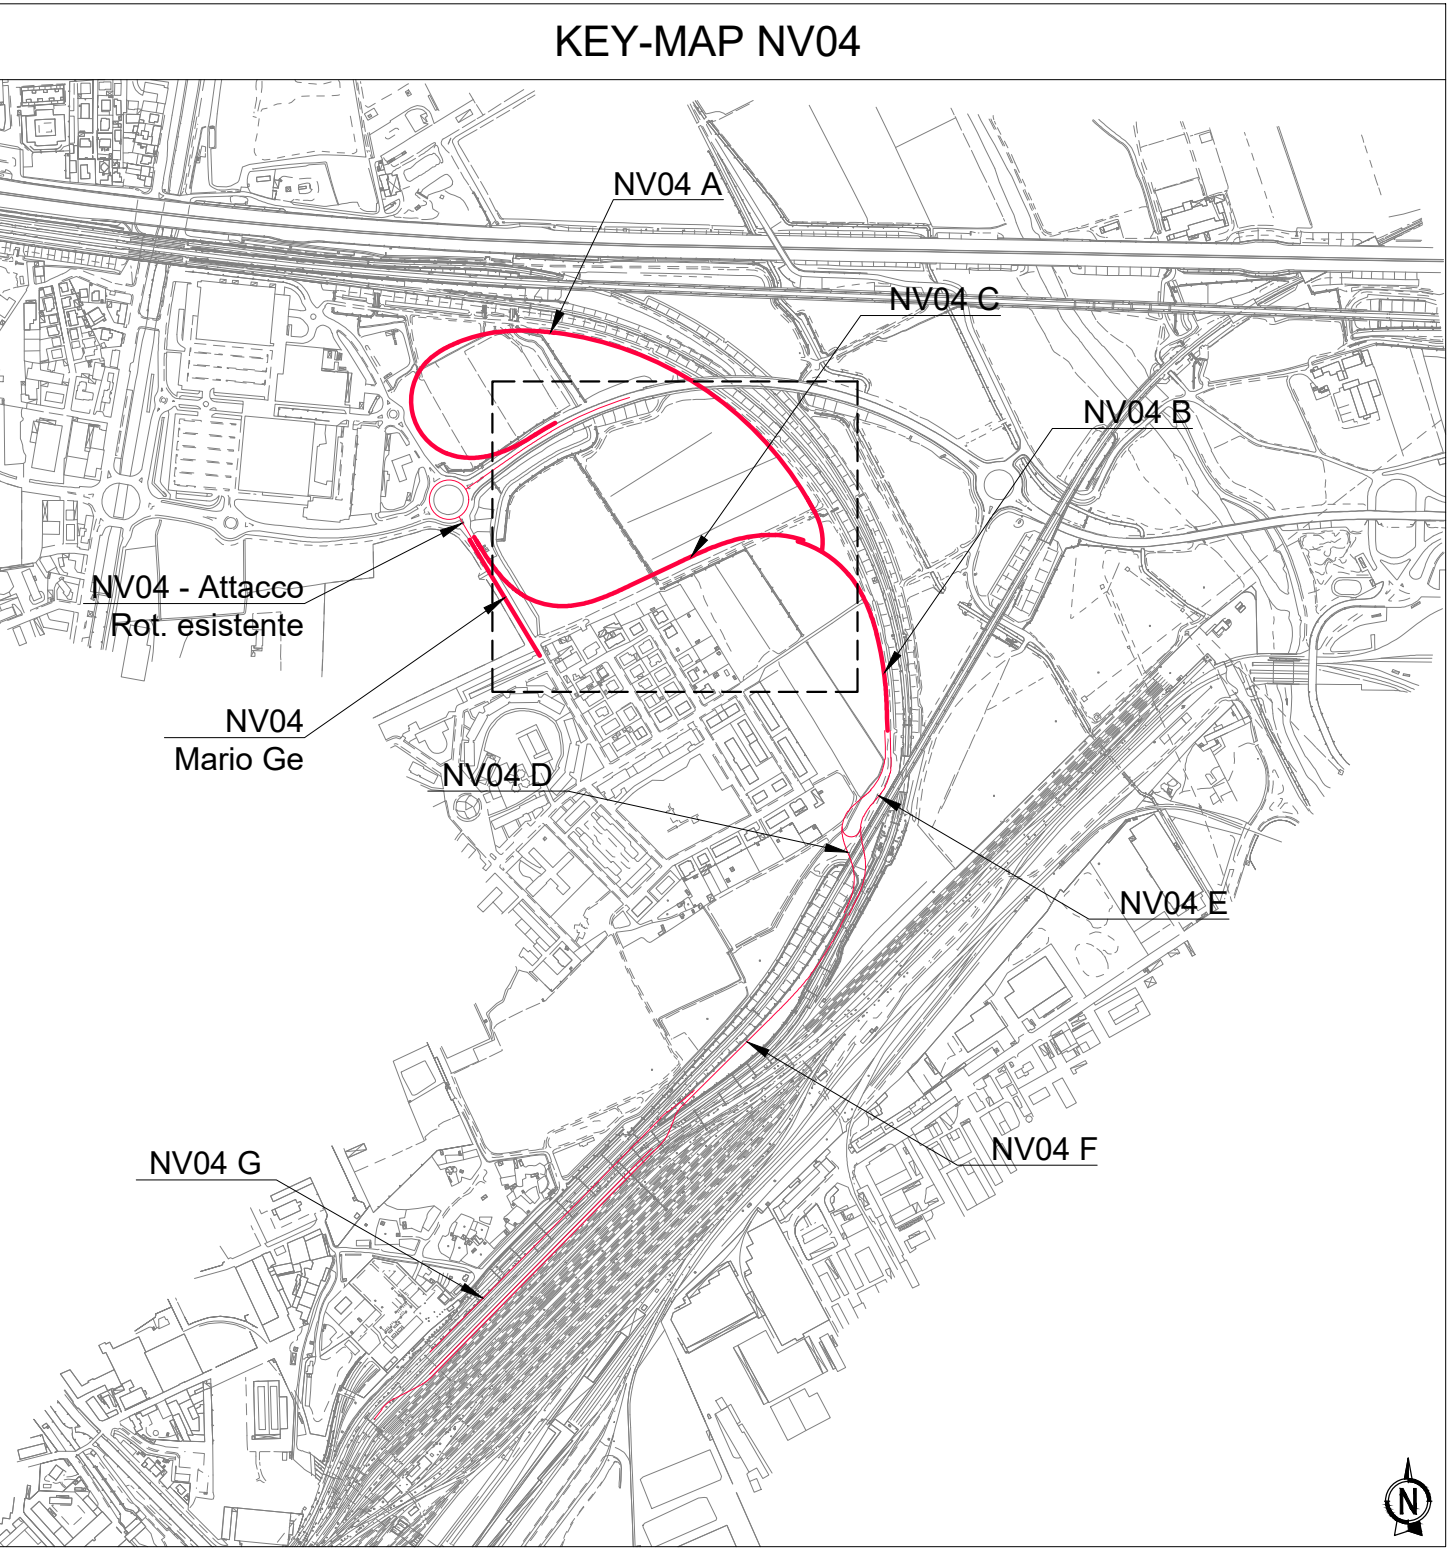 KEY-MAP NV04
NV04 A
NV04 C
NV04 B
NV04 - Attacco
Rot. esistente
NV04
Mario Ge
NV04 D
NV04 E
NV04 F
NV04 G
N